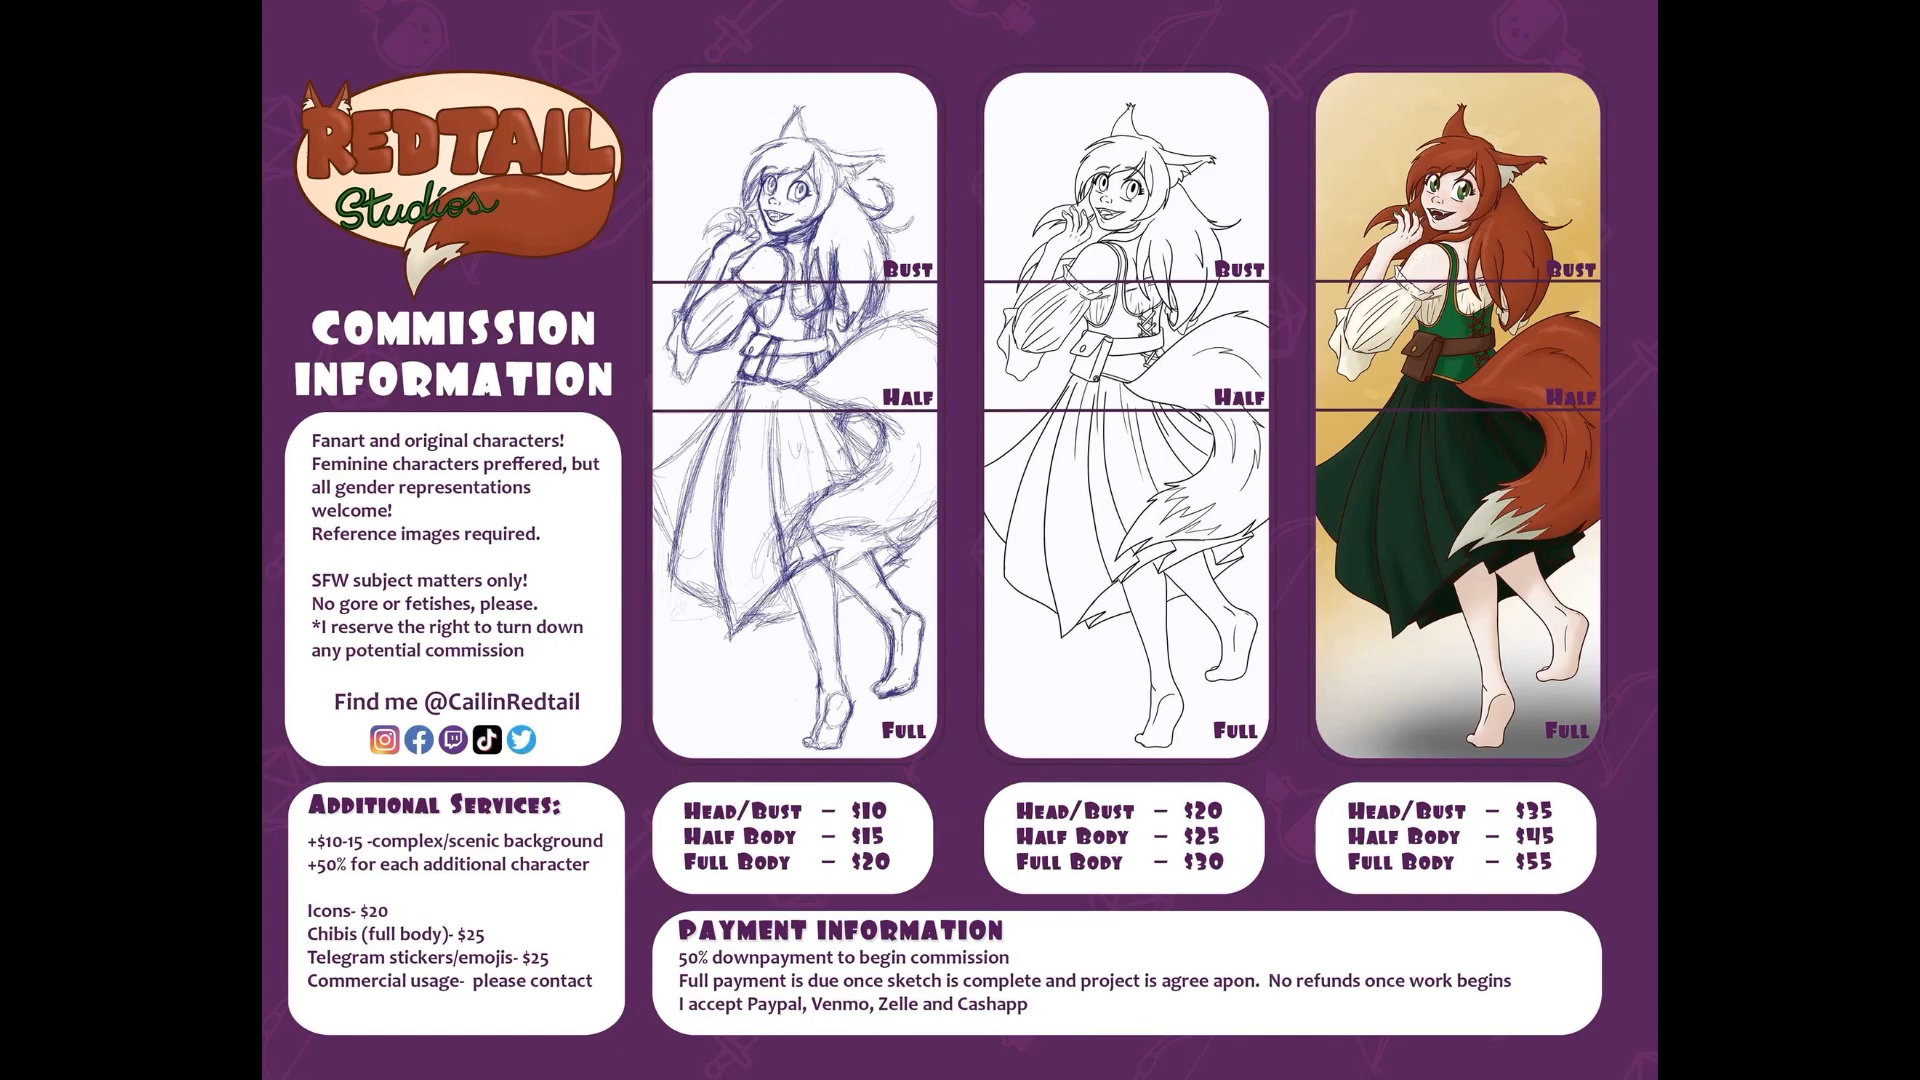 REDTAIL
Studios
COMMISSION
INFORMATION
Fanart and original characters!
Feminine characters preffered, but
all gender representations
welcome!
Reference images required.
SFW subject matters only!
No gore or fetishes, please.
*I reserve the right to turn down
any potential commission
Find me @CailinRedtail
Additional Services:
+$10-15 -complex/scenic background
+50% for each additional character
Icons- $20
Chibis (full body)- $25
Telegram stickers/emojis- $25
Commercial usage-  please contact
Bust
Half
Full
Head/Bust – $10
Half Body – $15
Full Body – $20
Bust
Half
Full
Head/Bust – $20
Half Body – $25
Full Body – $30
Bust
Half
Full
Head/Bust – $35
Half Body – $45
Full Body – $55
PAYMENT INFORMATION
50% downpayment to begin commission
Full payment is due once sketch is complete and project is agree apon.  No refunds once work begins
I accept Paypal, Venmo, Zelle and Cashapp